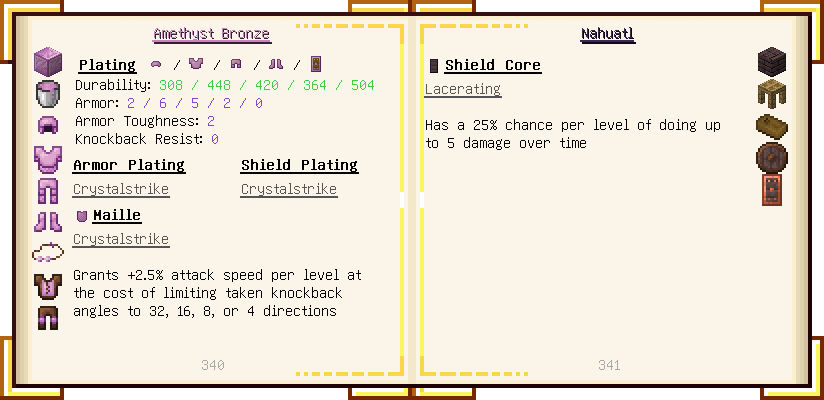 Amethyst Bronze
Plating / / / /
Durability: 308 / 448 / 420 / 364 / 504
Armor: 2 / 6 / 5 / 2 / 0
Armor Toughness: 2
Knockback Resist: 0
Armor Plating
Crystalstrike
Shield Plating
Crystalstrike
Maille
Crystalstrike
Grants +2.5% attack speed per level at
the cost of limiting taken knockback
angles to 32, 16, 8, or 4 directions
340
Nahuatl
Shield Core
Lacerating
Has a 25% chance per level of doing up
to 5 damage over time
341